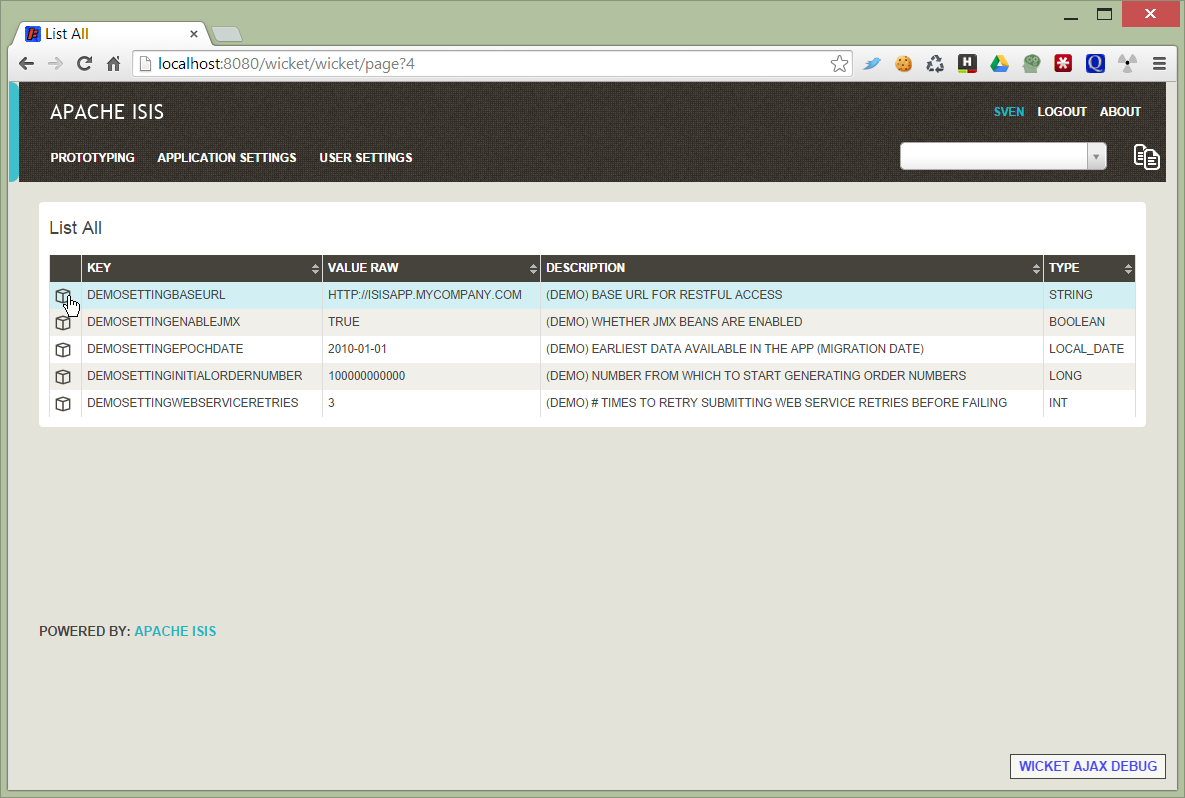 List All
localhost:8080/wicket/wicket/page?4
H
Q
APACHE ISIS
SVEN LOGOUT ABOUT
PROTOTYPING APPLICATION SETTINGS USER SETTINGS
List All
KEY VALUE RAW DESCRIPTION TYPE
DEMOSETTINGBASEURL HTTP://ISISAPP.MYCOMPANY.COM (DEMO) BASE URL FOR RESTFUL ACCESS STRING
DEMOSETTINGENABLEJMX TRUE (DEMO) WHETHER JMX BEANS ARE ENABLED BOOLEAN
DEMOSETTINGEPOCHDATE 2010-01-01 (DEMO) EARLIEST DATA AVAILABLE IN THE APP (MIGRATION DATE) LOCAL_DATE
DEMOSETTINGINITIALORDERNUMBER 100000000000 (DEMO) NUMBER FROM WHICH TO START GENERATING ORDER NUMBERS LONG
DEMOSETTINGWEBSERVICERETRIES 3 (DEMO) # TIMES TO RETRY SUBMITTING WEB SERVICE RETRIES BEFORE FAILING INT
POWERED BY: APACHE ISIS
WICKET AJAX DEBUG